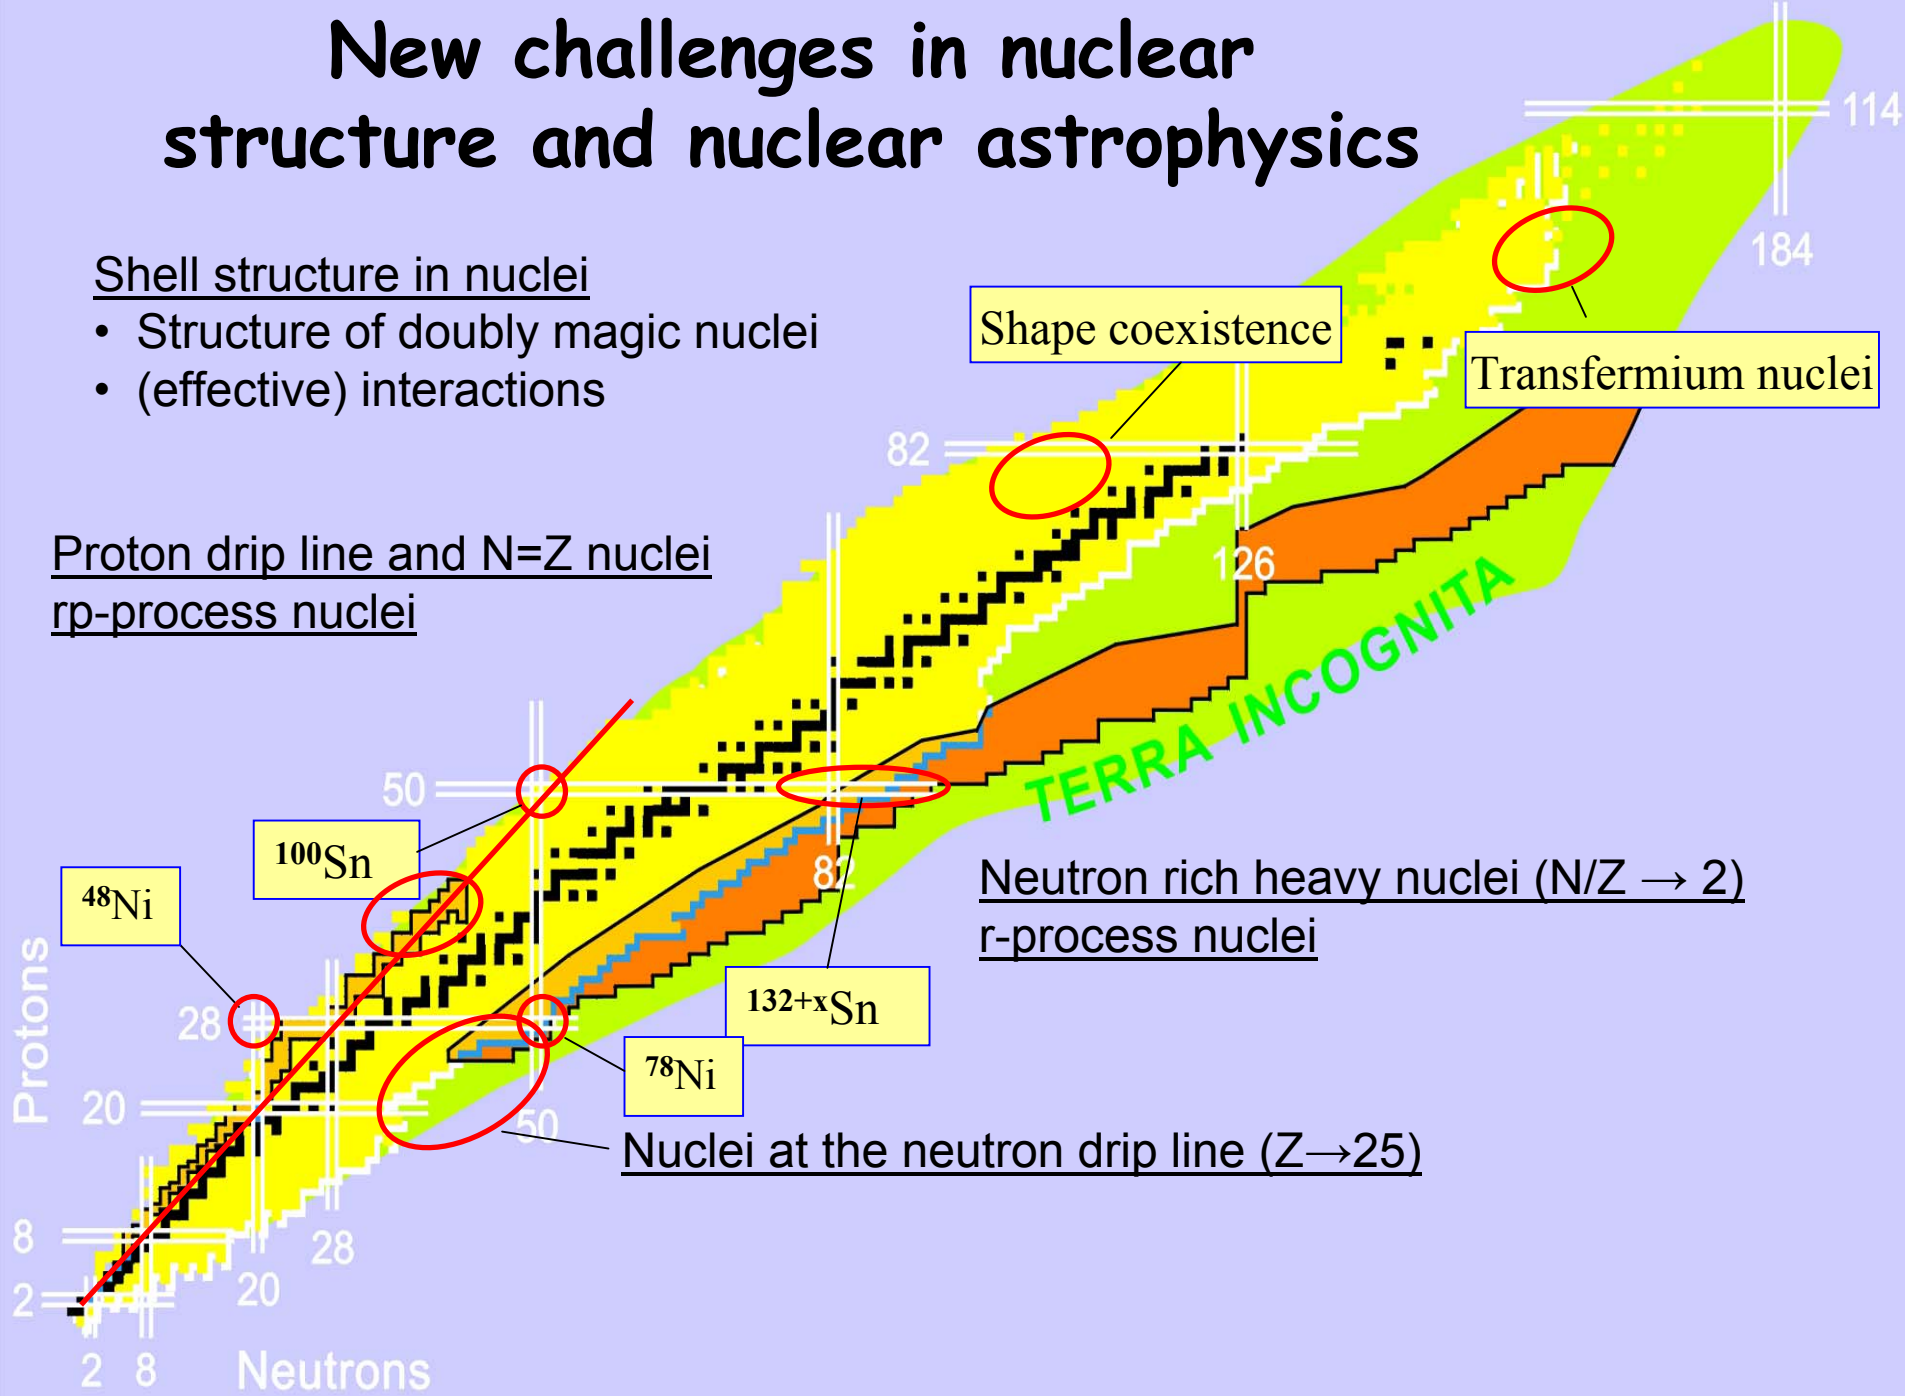 New challenges in nuclear
structure and nuclear astrophysics
114
184
Shell structure in nuclei
• Structure of doubly magic nuclei
• (effective) interactions
Shape coexistence
Transfermium nuclei
82
126
Proton drip line and N=Z nuclei
rp-process nuclei
TERRA INCOGNITA
50
100Sn
82
48Ni
Neutron rich heavy nuclei (N/Z → 2)
r-process nuclei
Protons
28
132+xSn
78Ni
20
50
Nuclei at the neutron drip line (Z→25)
8
28
2
20
2
8
Neutrons